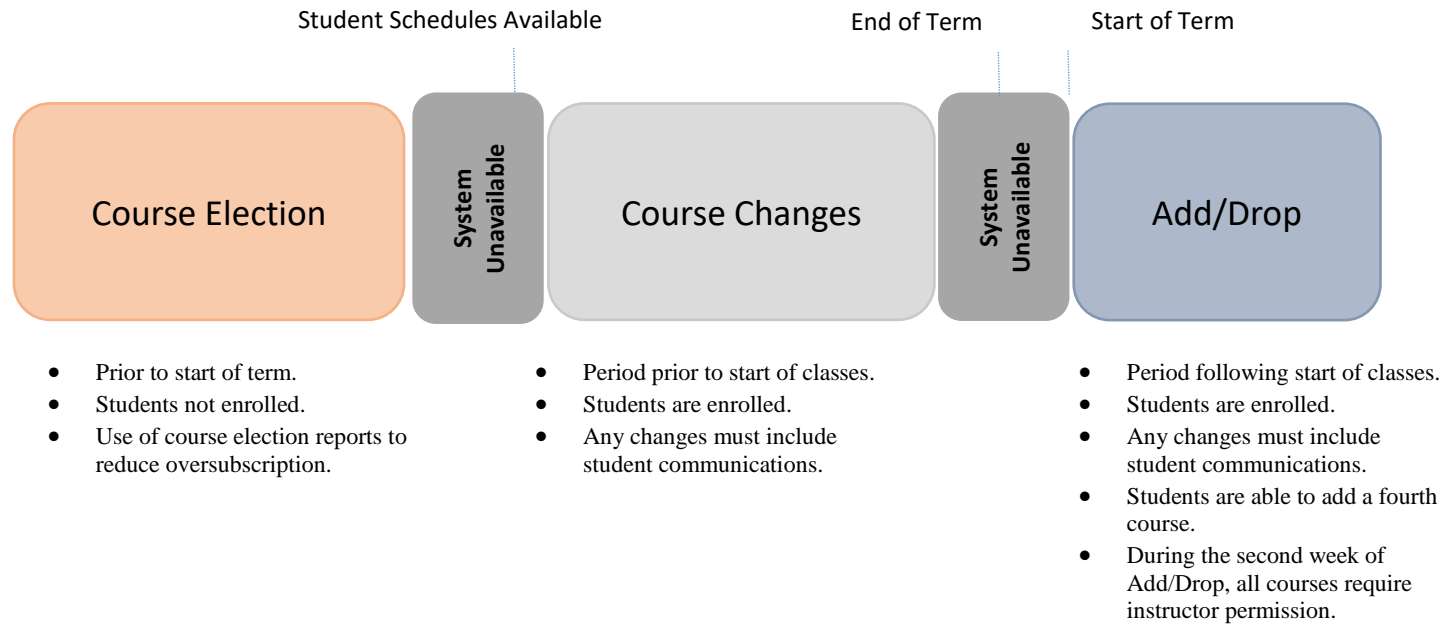 Student Schedules Available
End of Term
Start of Term
Course Election
System
Unavailable
Course Changes
System
Unavailable
Add/Drop
• Prior to start of term.
• Students not enrolled.
• Use of course election reports to
reduce oversubscription.
• Period prior to start of classes.
• Students are enrolled.
• Any changes must include
student communications.
• Period following start of classes.
• Students are enrolled.
• Any changes must include
student communications.
• Students are able to add a fourth
course.
• During the second week of
Add/Drop, all courses require
instructor permission.